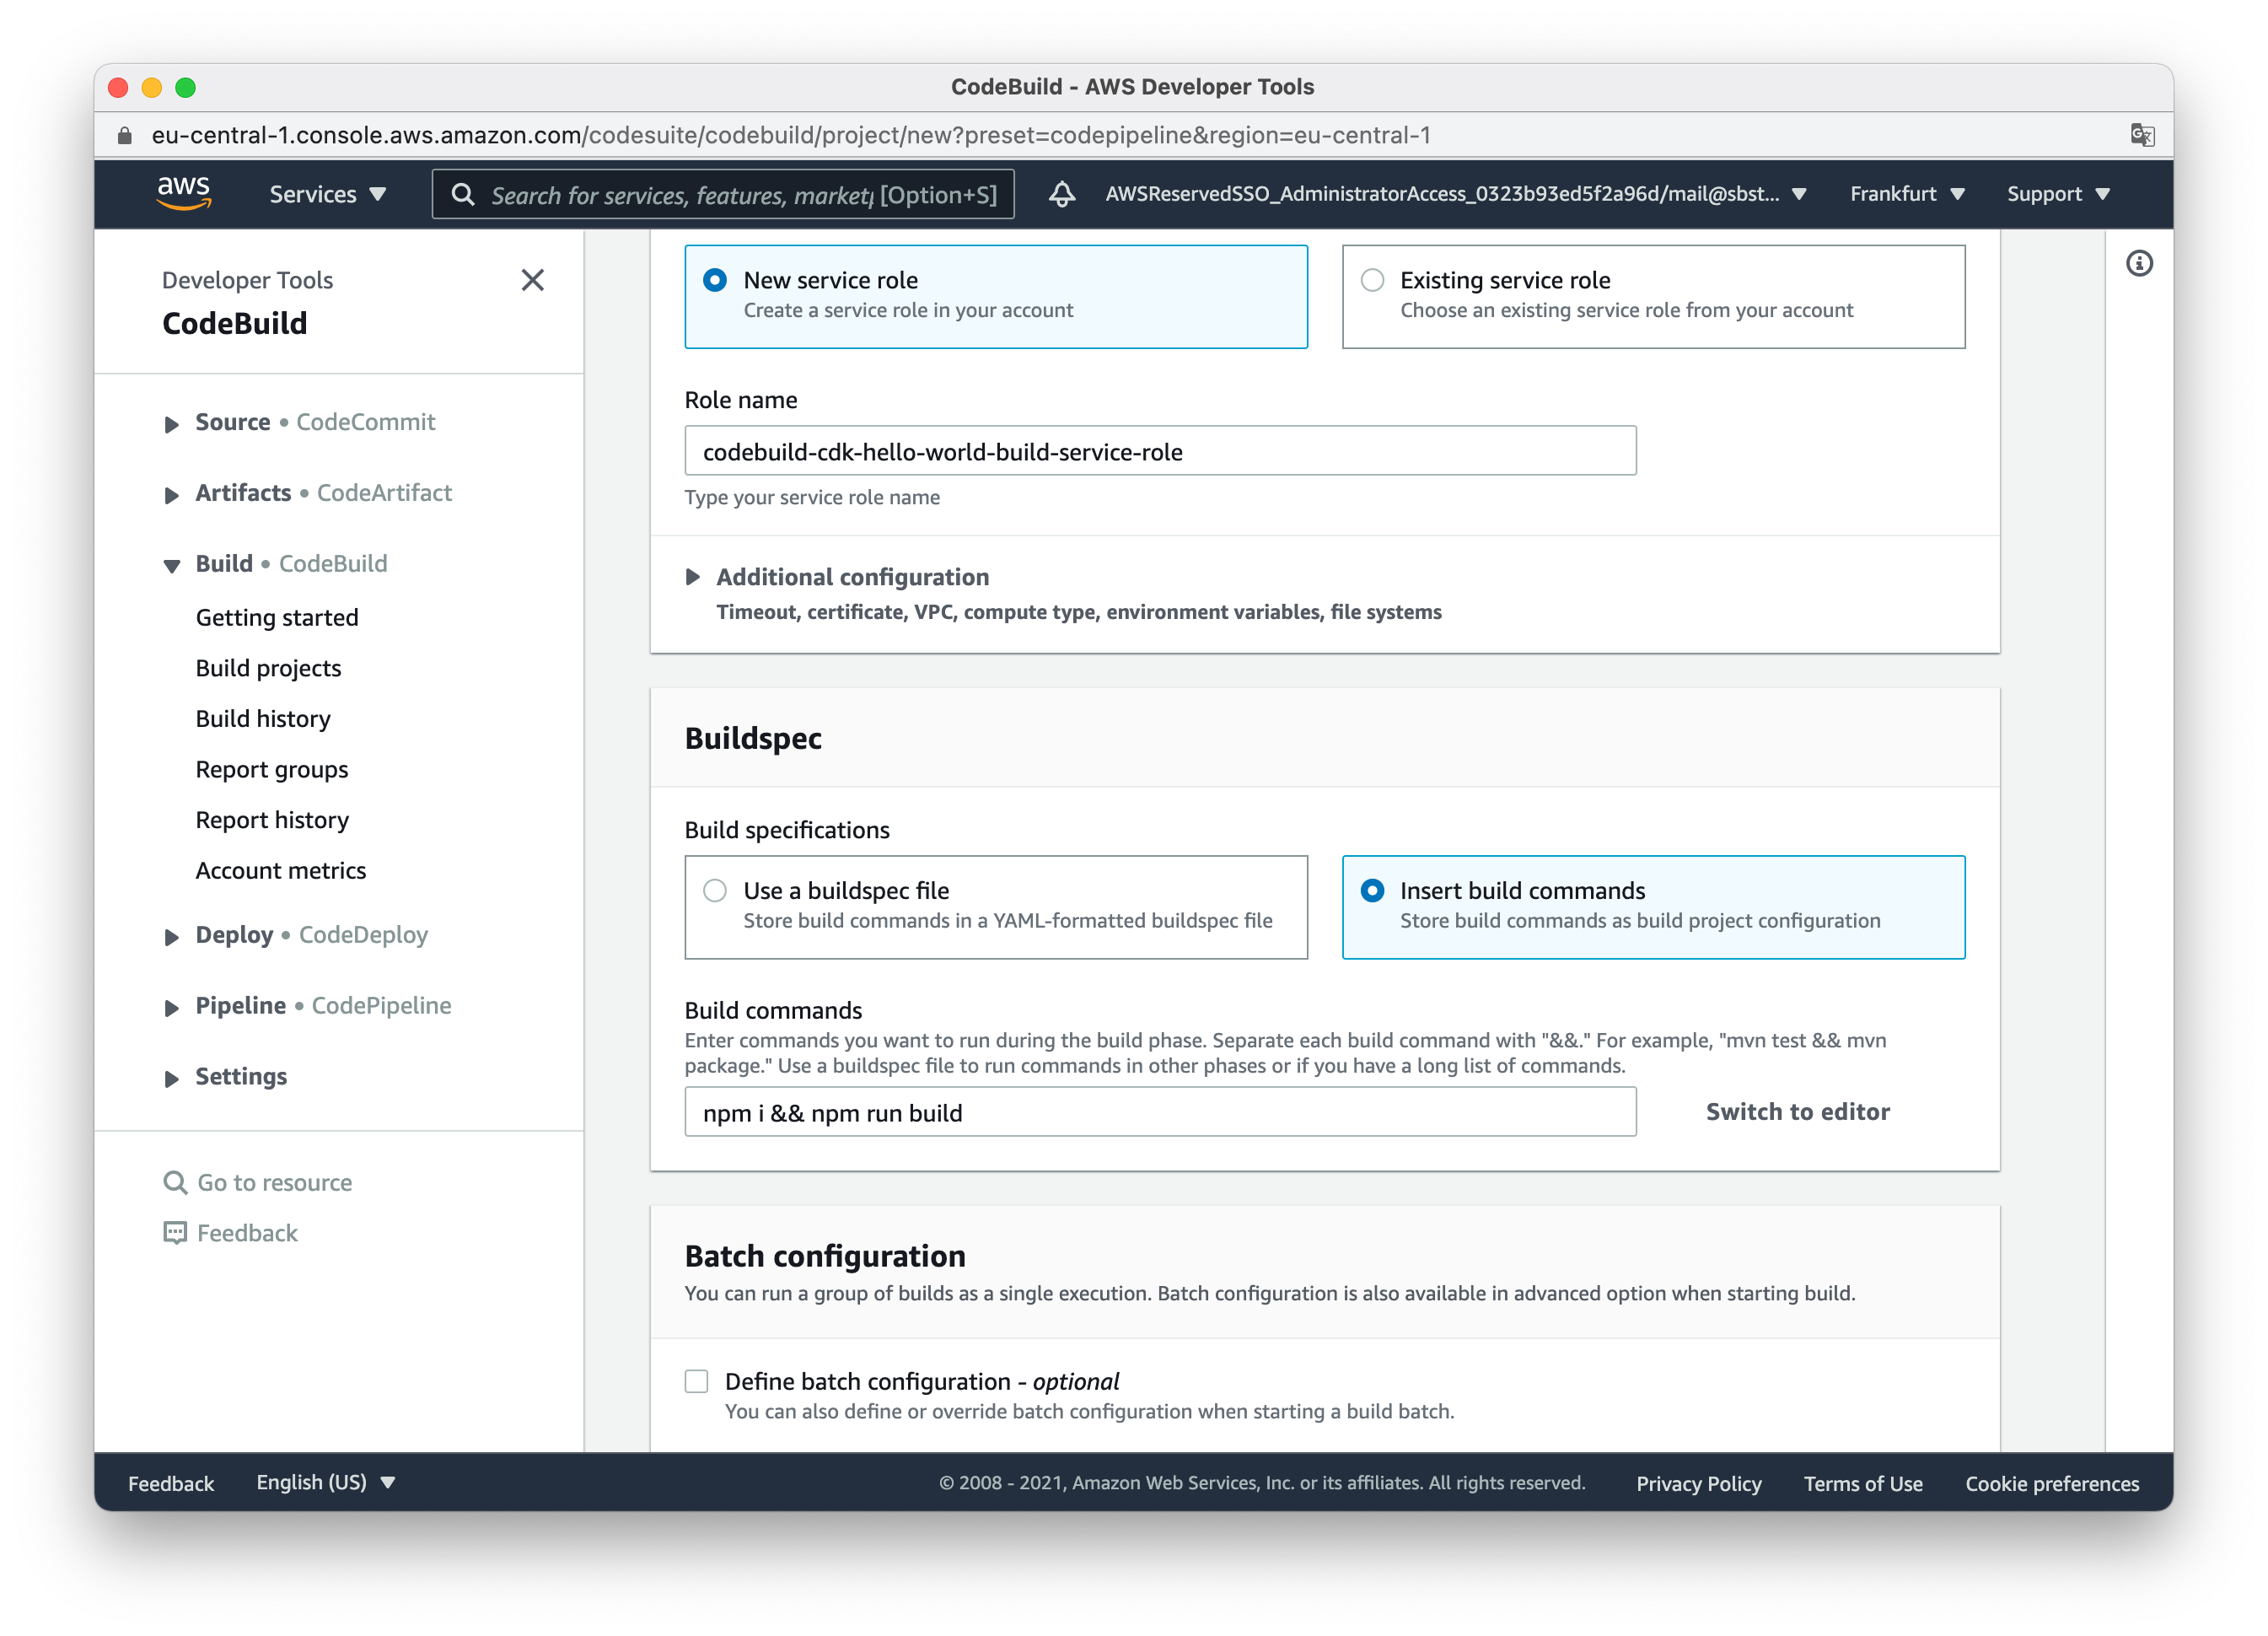 CodeBuild - AWS Developer Tools
eu-central-1.console.aws.amazon.com/codesuite/codebuild/project/new?preset=codepipeline&region=eu-central-1
aws
Services
Search for services, features, market [Option+S]
AWSReservedSSO_AdministratorAccess_0323b93ed5f2a96d/mail@sbst...
Frankfurt
Support
Developer Tools
CodeBuild
Source • CodeCommit
Artifacts • CodeArtifact
Build • CodeBuild
Getting started
Build projects
Build history
Report groups
Report history
Account metrics
Deploy • CodeDeploy
Pipeline • CodePipeline
Settings
Go to resource
Feedback
New service role
Create a service role in your account
Existing service role
Choose an existing service role from your account
Role name
codebuild-cdk-hello-world-build-service-role
Type your service role name
Additional configuration
Timeout, certificate, VPC, compute type, environment variables, file systems
Buildspec
Build specifications
Use a buildspec file
Store build commands in a YAML-formatted buildspec file
Insert build commands
Store build commands as build project configuration
Build commands
Enter commands you want to run during the build phase. Separate each build command with "&&." For example, "mvn test && mvn
package." Use a buildspec file to run commands in other phases or if you have a long list of commands.
npm i && npm run build
Switch to editor
Batch configuration
You can run a group of builds as a single execution. Batch configuration is also available in advanced option when starting build.
Define batch configuration - optional
You can also define or override batch configuration when starting a build batch.
Feedback
English (US)
© 2008 - 2021, Amazon Web Services, Inc. or its affiliates. All rights reserved.
Privacy Policy
Terms of Use
Cookie preferences